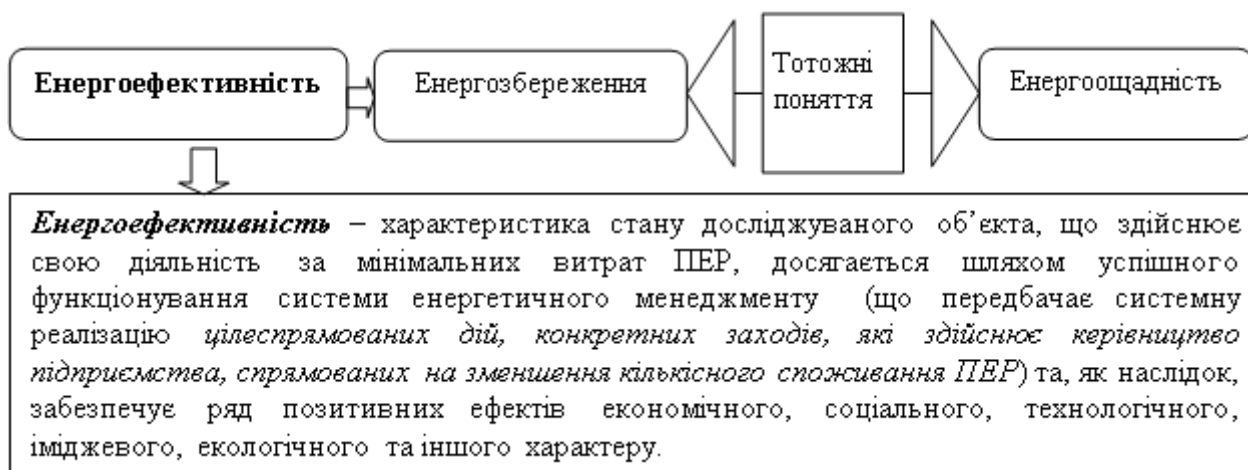 Енергоефективність
Енергозбереження
Тотожні
поняття
Енергоощадність
Енергоефективність – характеристика стану досліджуваного об’єкта, що здійснює
свою діяльність за мінімальних витрат ПЕР, досягається шляхом успішного
функціонування системи енергетичного менеджменту (що передбачає системну
реалізацію цілеспрямованих дій, конкретних заходів, які здійснює керівництво
підприємства, спрямованих на зменшення кількісного споживання ПЕР) та, як наслідок,
забезпечує ряд позитивних ефектів економічного, соціального, технологічного,
іміджевого, екологічного та іншого характеру.